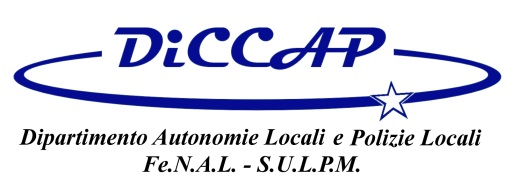 DiCCAP
Dipartimento Autonomie Locali e Polizie Locali
Fe.N.A.L. - S.U.L.P.M.